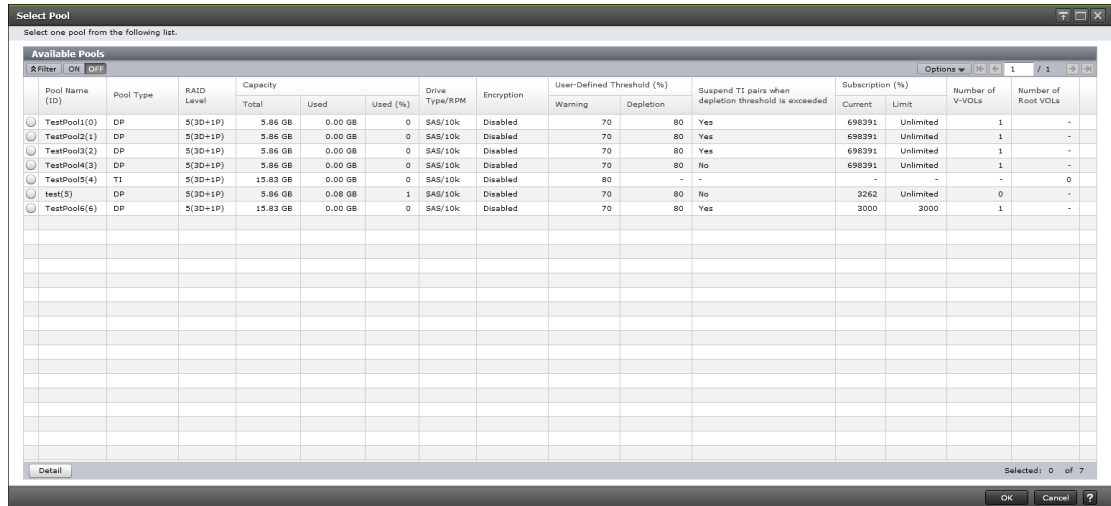 Select Pool
Select one pool from the following list.
Available Pools
Filter ON OFF Options 1 / 1
Pool Name (ID) Pool Type RAID Level Capacity Drive Type/RPM Encryption User-Defined Threshold (%) Suspend TI pairs when depletion threshold is exceeded Subscription (%) Number of V-VOLs Number of Root VOLs
Total Used Used (%) Warning Depletion Current Limit
TestPool1(0) DP 5(3D+1P) 5.86 GB 0.00 GB 0 SAS/10k Disabled 70 80 Yes 698391 Unlimited 1 -
TestPool2(1) DP 5(3D+1P) 5.86 GB 0.00 GB 0 SAS/10k Disabled 70 80 Yes 698391 Unlimited 1 -
TestPool3(2) DP 5(3D+1P) 5.86 GB 0.00 GB 0 SAS/10k Disabled 70 80 Yes 698391 Unlimited 1 -
TestPool4(3) DP 5(3D+1P) 5.86 GB 0.00 GB 0 SAS/10k Disabled 70 80 No 698391 Unlimited 1 -
TestPool5(4) TI 5(3D+1P) 15.83 GB 0.00 GB 0 SAS/10k Disabled 80 - - - - - 0
test(5) DP 5(3D+1P) 5.86 GB 0.08 GB 1 SAS/10k Disabled 70 80 No 3262 Unlimited 0 -
TestPool6(6) DP 5(3D+1P) 15.83 GB 0.00 GB 0 SAS/10k Disabled 70 80 Yes 3000 3000 1 -
Detail Selected: 0 of 7
OK Cancel ?